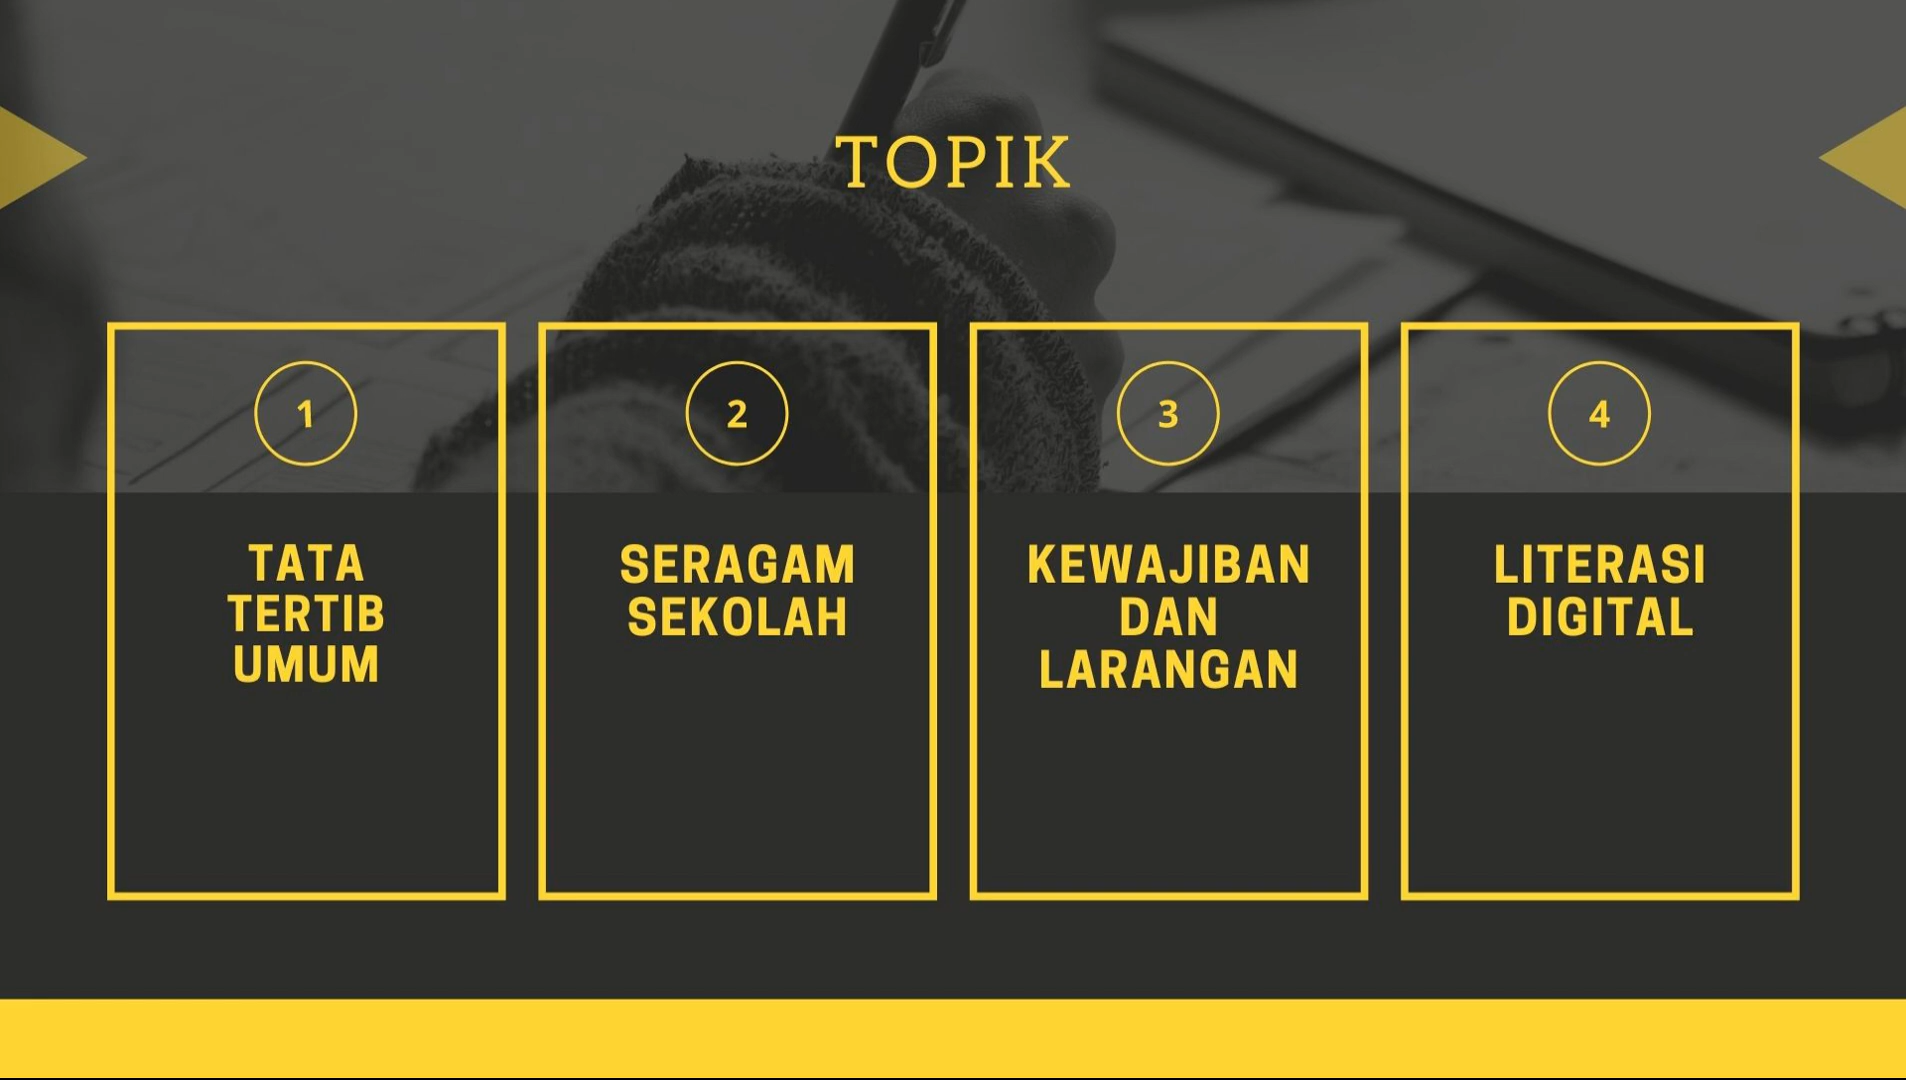 TOPIK
1
TATA
TERTIB
UMUM
2
SERAGAM
SEKOLAH
3
KEWAJIBAN
DAN
LARANGAN
4
LITERASI
DIGITAL